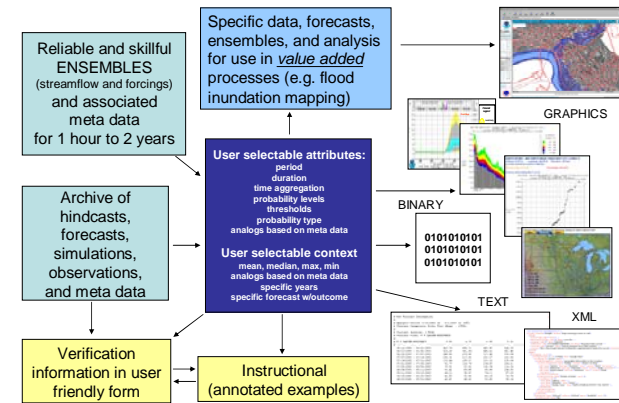 Reliable and skillful
ENSEMBLES
(streamflow and forcings)
and associated
meta data
for 1 hour to 2 years
Specific data, forecasts,
ensembles, and analysis
for use in value added
processes (e.g. flood
inundation mapping)
GRAPHICS
Archive of
hindcasts,
forecasts,
simulations,
observations,
and meta data
User selectable attributes:
period
duration
time aggregation
probability levels
thresholds
probability type
analogs based on meta data
User selectable context
mean, median, max, min
analogs based on meta data
specific years
specific forecast w/outcome
BINARY
0101010101
0101010101
0101010101
TEXT
XML
Verification
information in user
friendly form
Instructional
(annotated examples)